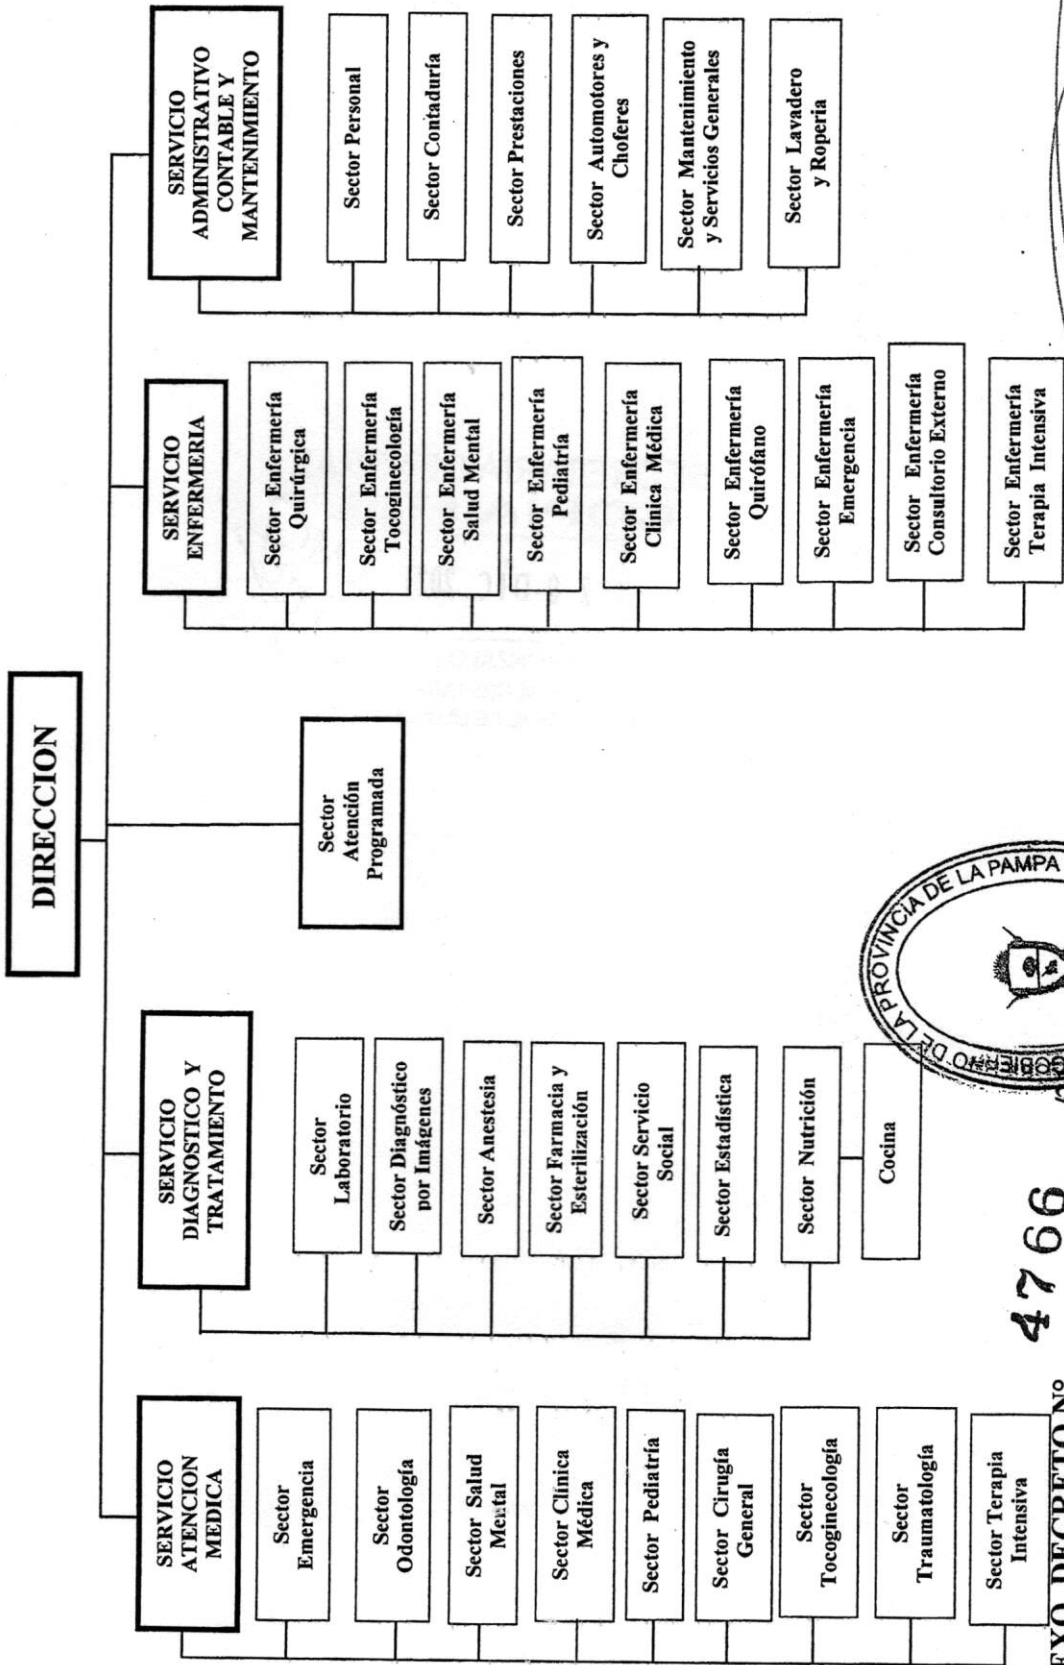 DIRECCION
SERVICIO
ATENCION
MEDICA
Sector
Emergencia
Sector
Odontología
Sector Salud
Mental
Sector Clínica
Médica
Sector Pediatría
Sector Cirugía
General
Sector
Tocoginecología
Sector
Traumatología
Sector Terapia
Intensiva
SERVICIO
DIAGNOSTICO Y
TRATAMIENTO
Sector
Laboratorio
Sector Diagnóstico
por Imágenes
Sector Anestesia
Sector Farmacia y
Esterilización
Sector Servicio
Social
Sector Estadística
Sector Nutrición
Cocina
Sector
Atención
Programada
SERVICIO
ENFERMERIA
Sector Enfermería
Quirúrgica
Sector Enfermería
Tocoginecología
Sector Enfermería
Salud Mental
Sector Enfermería
Pediatría
Sector Enfermería
Clínica Médica
Sector Enfermería
Quirófano
Sector Enfermería
Emergencia
Sector Enfermería
Consultorio Externo
Sector Enfermería
Terapia Intensiva
SERVICIO
ADMINISTRATIVO
CONTABLE Y
MANTENIMIENTO
Sector Personal
Sector Contaduría
Sector Prestaciones
Sector Automotores y
Choferes
Sector Mantenimiento
y Servicios Generales
Sector Lavadero
y Roperia
GOBIERNO DE LA PROVINCIA DE LA PAMPA
EXO DECRETO Nº 4766